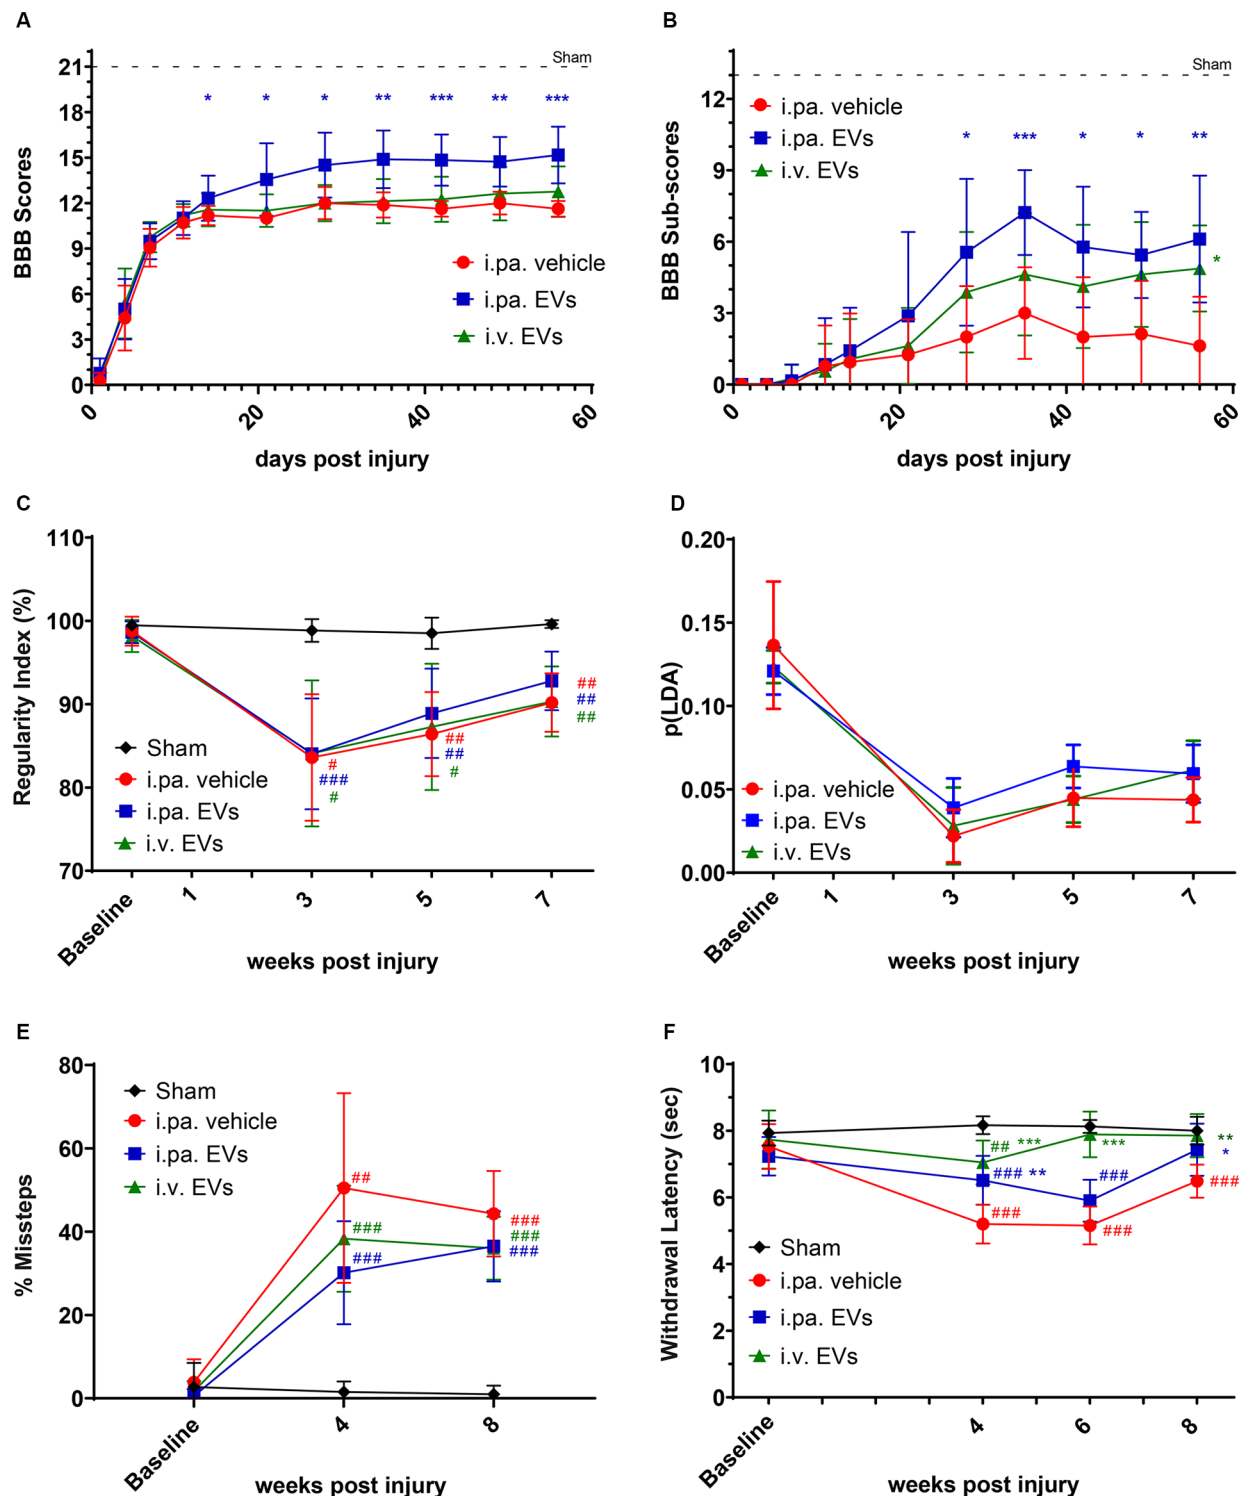 A
BBB Scores
21
18
15
12
9
6
3
0
Sham
* * * ** *** ** ***
i.pa. vehicle
i.pa. EVs
i.v. EVs
0 20 40 60
days post injury
B
BBB Sub-scores
12
9
6
3
0
Sham
i.pa. vehicle
i.pa. EVs
i.v. EVs
* *** * * **
*
0 20 40 60
days post injury
C
Regularity Index (%)
110
100
90
80
70
Sham
i.pa. vehicle
i.pa. EVs
i.v. EVs
#
###
#
##
##
#
##
##
##
Baseline 1 3 5 7
weeks post injury
D
p(LDA)
0.20
0.15
0.10
0.05
0.00
i.pa. vehicle
i.pa. EVs
i.v. EVs
Baseline 1 3 5 7
weeks post injury
E
% Missteps
80
60
40
20
0
Sham
i.pa. vehicle
i.pa. EVs
i.v. EVs
##
###
###
###
###
###
Baseline 4 8
weeks post injury
F
Withdrawal Latency (sec)
10
8
6
4
2
0
## ***
### **
###
***
###
###
**
*
###
Sham
i.pa. vehicle
i.pa. EVs
i.v. EVs
Baseline 4 6 8
weeks post injury